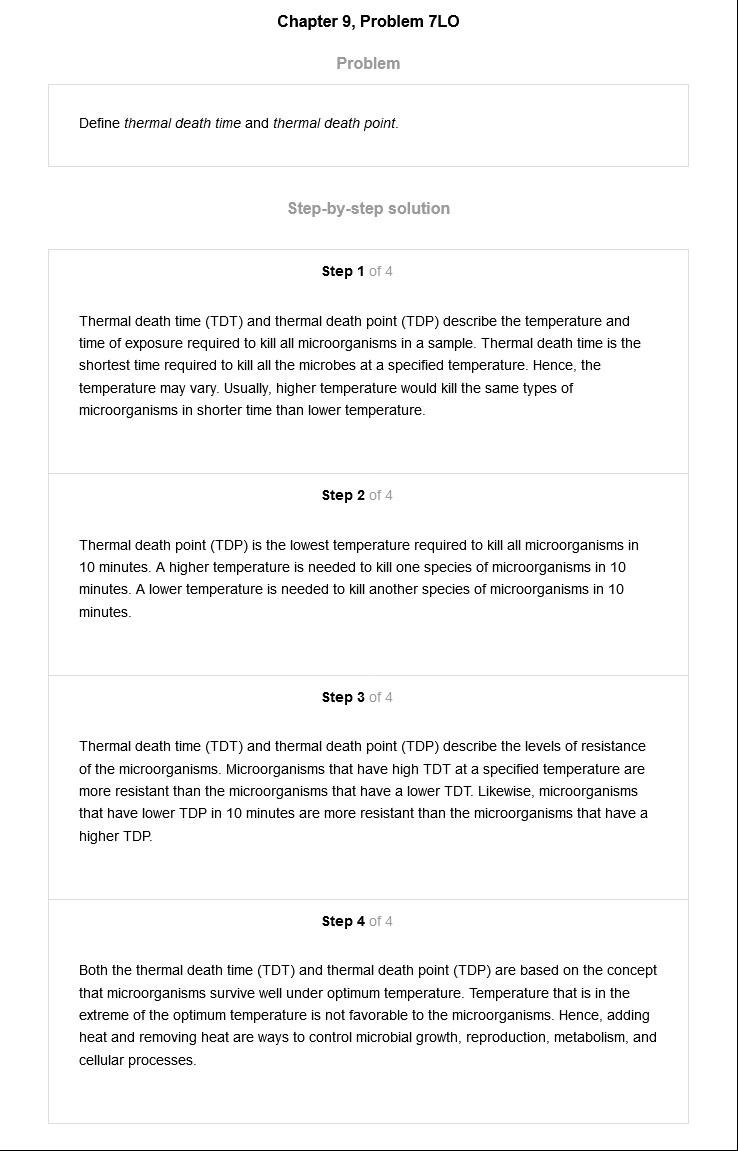 Chapter 9, Problem 7LO
Problem
Define thermal death time and thermal death point.
Step-by-step solution
Step 1 of 4
Thermal death time (TDT) and thermal death point (TDP) describe the temperature and
time of exposure required to kill all microorganisms in a sample. Thermal death time is the
shortest time required to kill all the microbes at a specified temperature. Hence, the
temperature may vary. Usually, higher temperature would kill the same types of
microorganisms in shorter time than lower temperature.
Step 2 of 4
Thermal death point (TDP) is the lowest temperature required to kill all microorganisms in
10 minutes. A higher temperature is needed to kill one species of microorganisms in 10
minutes. A lower temperature is needed to kill another species of microorganisms in 10
minutes.
Step 3 of 4
Thermal death time (TDT) and thermal death point (TDP) describe the levels of resistance
of the microorganisms. Microorganisms that have high TDT at a specified temperature are
more resistant than the microorganisms that have a lower TDT. Likewise, microorganisms
that have lower TDP in 10 minutes are more resistant than the microorganisms that have a
higher TDP.
Step 4 of 4
Both the thermal death time (TDT) and thermal death point (TDP) are based on the concept
that microorganisms survive well under optimum temperature. Temperature that is in the
extreme of the optimum temperature is not favorable to the microorganisms. Hence, adding
heat and removing heat are ways to control microbial growth, reproduction, metabolism, and
cellular processes.